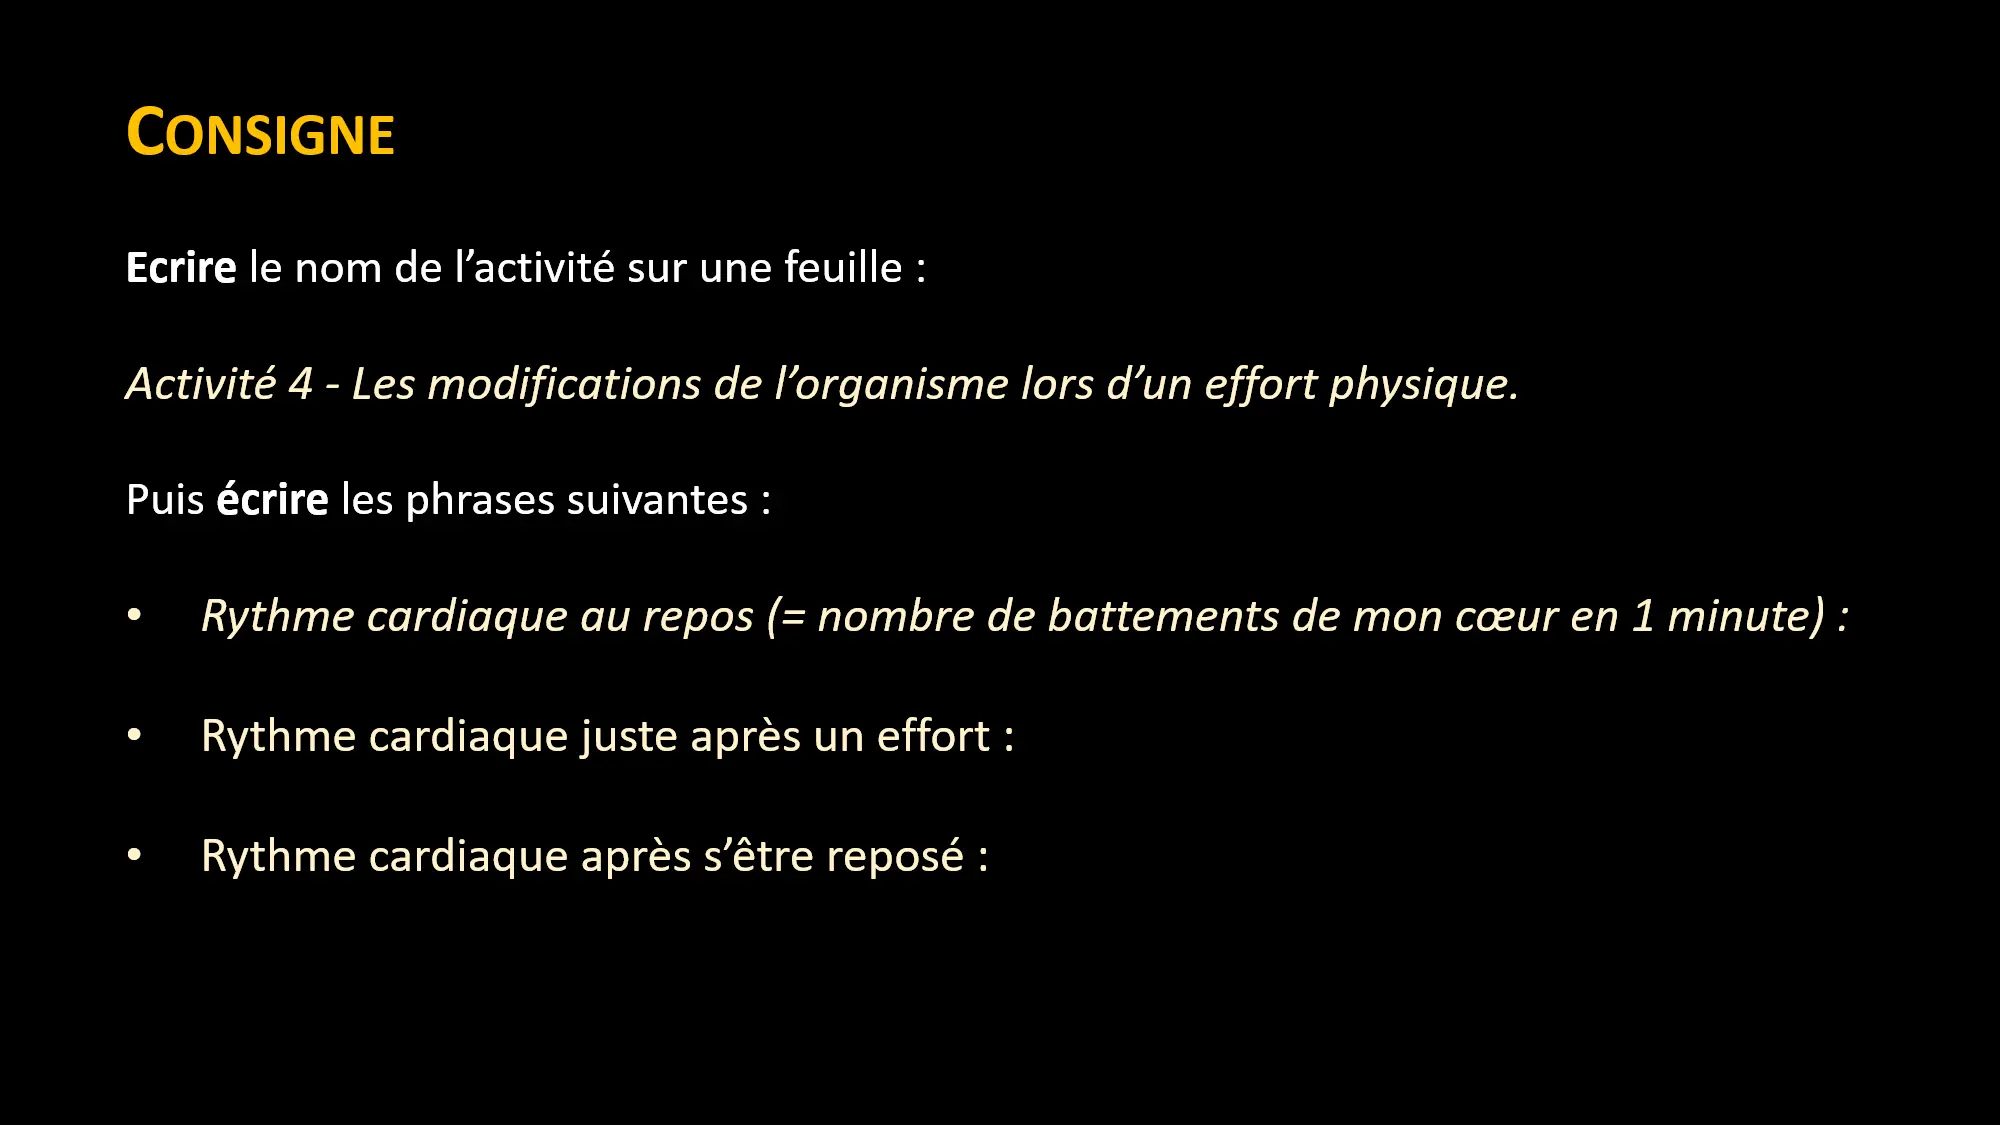 CONSIGNE
Ecrire le nom de l’activité sur une feuille :
Activité 4 - Les modifications de l’organisme lors d’un effort physique.
Puis écrire les phrases suivantes :
• Rythme cardiaque au repos (= nombre de battements de mon cœur en 1 minute) :
• Rythme cardiaque juste après un effort :
• Rythme cardiaque après s’être reposé :